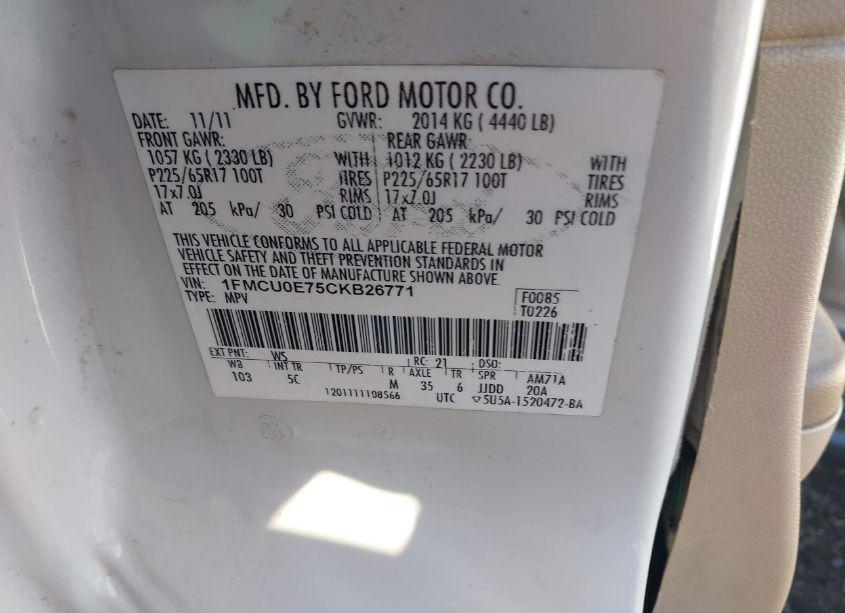 MFD. BY FORD MOTOR CO.
DATE: 11/11 GVWR: 2014 KG ( 4440 LB)
FRONT GAWR: REAR GAWR:
1057 KG ( 2330 LB) WITH 1012 KG ( 2230 LB) WITH
P225/65R17 100T TIRES P225/65R17 100T TIRES
17x7.0J RIMS 17x7.0J RIMS
AT 205 kPa/ 30 PSI COLD AT 205 kPa/ 30 PSI COLD
THIS VEHICLE CONFORMS TO ALL APPLICABLE FEDERAL MOTOR
VEHICLE SAFETY AND THEFT PREVENTION STANDARDS IN
EFFECT ON THE DATE OF MANUFACTURE SHOWN ABOVE.
VIN: 1FMCU0E75CKB26771 F0085
TYPE: MPV T0226
EXT PNT: WS RC: 21 DSO:
WB INT TR TP/PS R AXLE TR SPR AM71A
103 5C M 35 6 JJDD 20A
1201111108566 UTC ▽5U5A-1520472-BA